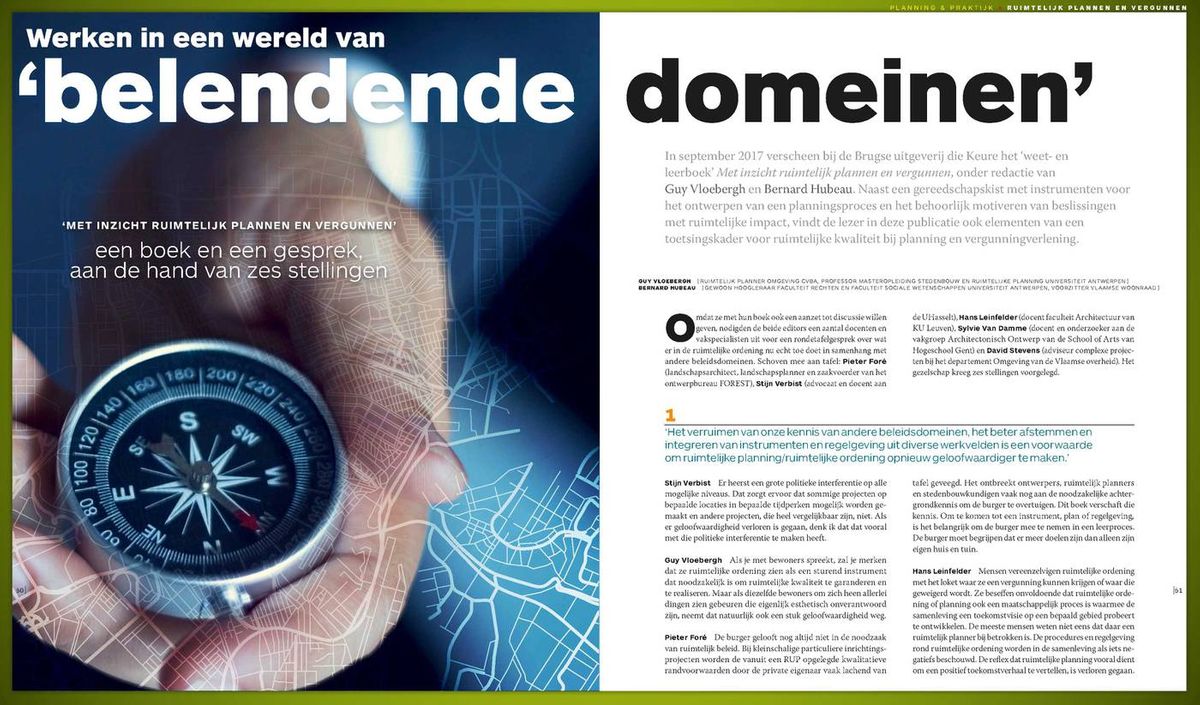 PLANNING & PRAKTIJK • RUIMTELIJK PLANNEN EN VERGUNNEN
Werken in een wereld van
‘belendende domeinen’
‘MET INZICHT RUIMTELIJK PLANNEN EN VERGUNNEN’
een boek en een gesprek,
aan de hand van zes stellingen
160 180 200 220 240
140 120 100 80 60
S SW W N NE E SE
60|
In september 2017 verscheen bij de Brugse uitgeverij die Keure het ‘weet- en
leerboek’ Met inzicht ruimtelijk plannen en vergunnen, onder redactie van
Guy Vloebergh en Bernard Hubeau. Naast een gereedschapskist met instrumenten voor
het ontwerpen van een planningsproces en het behoorlijk motiveren van beslissingen
met ruimtelijke impact, vindt de lezer in deze publicatie ook elementen van een
toetsingskader voor ruimtelijke kwaliteit bij planning en vergunningverlening.
GUY VLOEBERGH [RUIMTELIJK PLANNER OMGEVING CVBA, PROFESSOR MASTEROPLEIDING STEDENBOUW EN RUIMTELIJKE PLANNING UNIVERSITEIT ANTWERPEN]
BERNARD HUBEAU [GEWOON HOOGLERAAR FACULTEIT RECHTEN EN FACULTEIT SOCIALE WETENSCHAPPEN UNIVERSITEIT ANTWERPEN, VOORZITTER VLAAMSE WOONRAAD]
Omdat ze met hun boek ook een aanzet tot discussie willen
geven, nodigden de beide editors een aantal docenten en
vakspecialisten uit voor een rondetafelgesprek over wat
er in de ruimtelijke ordening nu echt toe doet in samenhang met
andere beleidsdomeinen. Schoven mee aan tafel: Pieter Foré
(landschapsarchitect, landschapsplanner en zaakvoerder van het
ontwerpbureau FOREST), Stijn Verbist (advocaat en docent aan
de UHasselt), Hans Leinfelder (docent faculteit Architectuur van
KU Leuven), Sylvie Van Damme (docent en onderzoeker aan de
vakgroep Architectonisch Ontwerp van de School of Arts van
Hogeschool Gent) en David Stevens (adviseur complexe projec-
ten bij het departement Omgeving van de Vlaamse overheid). Het
gezelschap kreeg zes stellingen voorgelegd.
1
‘Het verruimen van onze kennis van andere beleidsdomeinen, het beter afstemmen en
integreren van instrumenten en regelgeving uit diverse werkvelden is een voorwaarde
om ruimtelijke planning/ruimtelijke ordening opnieuw geloofwaardiger te maken.’
Stijn Verbist Er heerst een grote politieke interferentie op alle
mogelijke niveaus. Dat zorgt ervoor dat sommige projecten op
bepaalde locaties in bepaalde tijdperken mogelijk worden ge-
maakt en andere projecten, die heel vergelijkbaar zijn, niet. Als
er geloofwaardigheid verloren is gegaan, denk ik dat dat vooral
met die politieke interferentie te maken heeft.
Guy Vloebergh Als je met bewoners spreekt, zal je merken
dat ze ruimtelijke ordening zien als een sturend instrument
dat noodzakelijk is om ruimtelijke kwaliteit te garanderen en
te realiseren. Maar als diezelfde bewoners om zich heen allerlei
dingen zien gebeuren die eigenlijk esthetisch onverantwoord
zijn, neemt dat natuurlijk ook een stuk geloofwaardigheid weg.
Pieter Foré De burger gelooft nog altijd niet in de noodzaak
van ruimtelijk beleid. Bij kleinschalige particuliere inrichtings-
projecten worden de vanuit een RUP opgelegde kwalitatieve
randvoorwaarden door de private eigenaar vaak lachend van
tafel geveegd. Het ontbreekt ontwerpers, ruimtelijk planners
en stedenbouwkundigen vaak nog aan de noodzakelijke achter-
grondkennis om de burger te overtuigen. Dit boek verschaft die
kennis. Om te komen tot een instrument, plan of regelgeving,
is het belangrijk om de burger mee te nemen in een leerproces.
De burger moet begrijpen dat er meer doelen zijn dan alleen zijn
eigen huis en tuin.
Hans Leinfelder Mensen vereenzelvigen ruimtelijke ordening
met het loket waar ze een vergunning kunnen krijgen of waar die
geweigerd wordt. Ze beseffen onvoldoende dat ruimtelijke orde-
ning of planning ook een maatschappelijk proces is waarmee de
samenleving een toekomstvisie op een bepaald gebied probeert
te ontwikkelen. De meeste mensen weten niet eens dat daar een
ruimtelijk planner bij betrokken is. De procedures en regelgeving
rond ruimtelijke ordening worden in de samenleving als iets ne-
gatiefs beschouwd. De reflex dat ruimtelijke planning vooral dient
om een positief toekomstverhaal te vertellen, is verloren gegaan.
|61